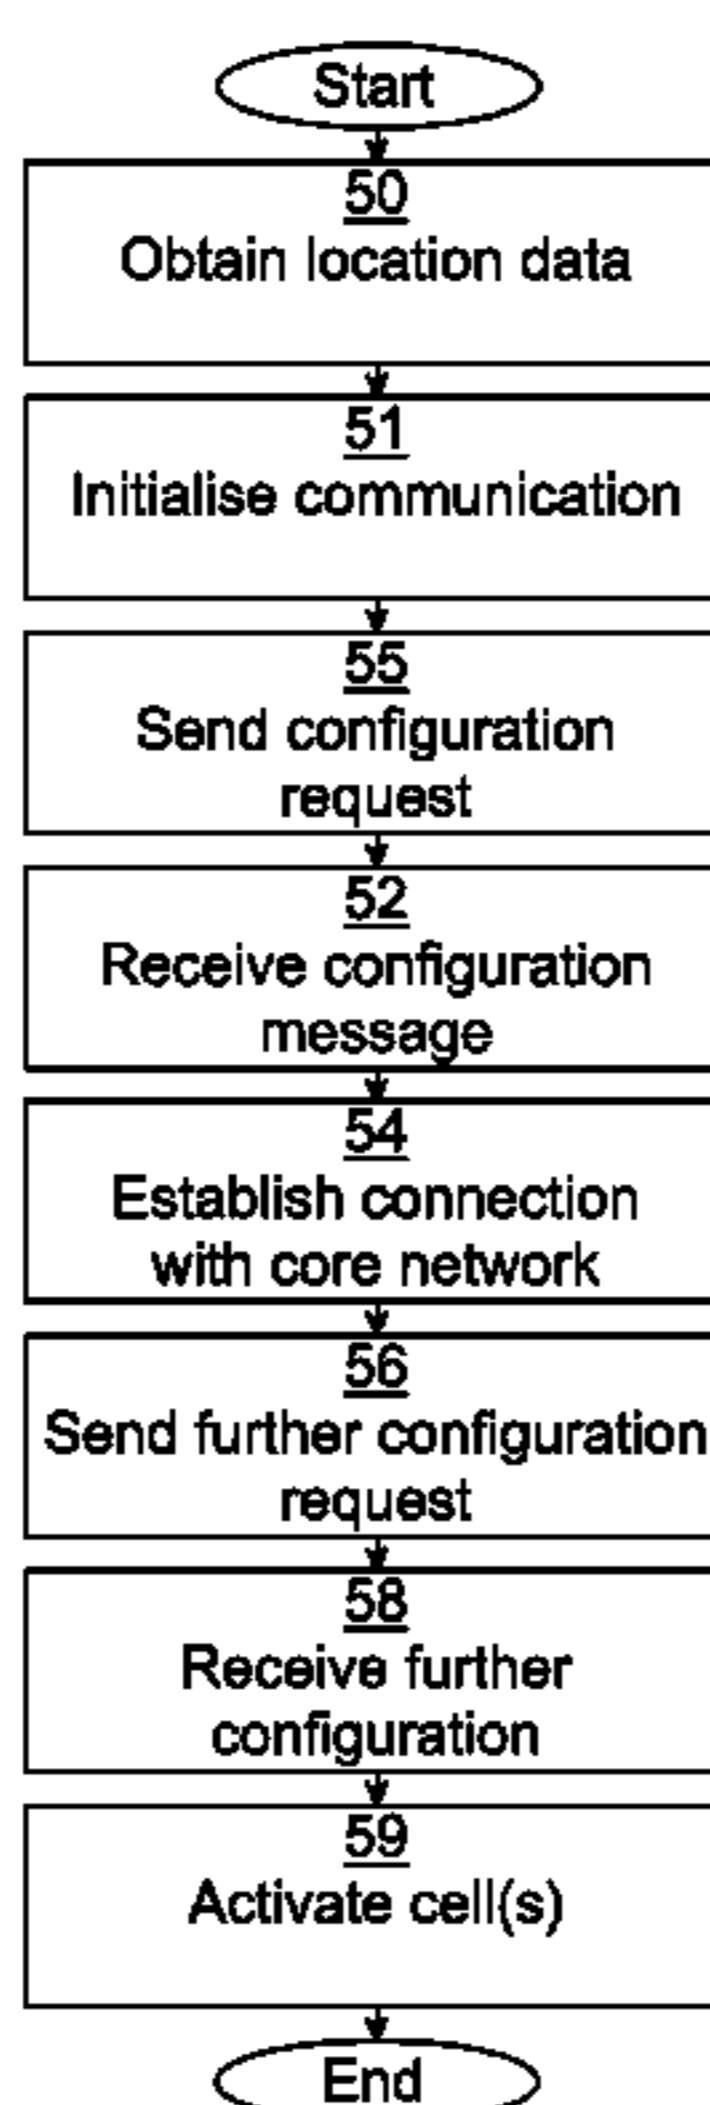 Start
50
Obtain location data
51
Initialise communication
55
Send configuration
request
52
Receive configuration
message
54
Establish connection
with core network
56
Send further configuration
request
58
Receive further
configuration
59
Activate cell(s)
End